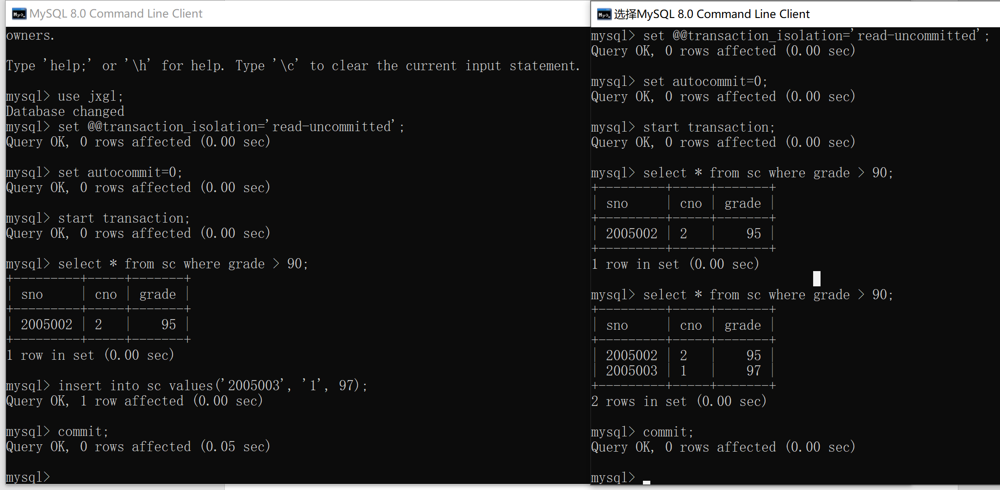 MySQL 8.0 Command Line Client
owners.

Type 'help;' or '\h' for help. Type '\c' to clear the current input statement.

mysql> use jxgl;
Database changed
mysql> set @@transaction_isolation='read-uncommitted';
Query OK, 0 rows affected (0.00 sec)

mysql> set autocommit=0;
Query OK, 0 rows affected (0.00 sec)

mysql> start transaction;
Query OK, 0 rows affected (0.00 sec)

mysql> select * from sc where grade > 90;
+---------+-----+-------+
| sno     | cno | grade |
+---------+-----+-------+
| 2005002 | 2   |    95 |
+---------+-----+-------+
1 row in set (0.00 sec)

mysql> insert into sc values('2005003', '1', 97);
Query OK, 1 row affected (0.00 sec)

mysql> commit;
Query OK, 0 rows affected (0.05 sec)

mysql>
选择MySQL 8.0 Command Line Client
mysql> set @@transaction_isolation='read-uncommitted';
Query OK, 0 rows affected (0.00 sec)

mysql> set autocommit=0;
Query OK, 0 rows affected (0.00 sec)

mysql> start transaction;
Query OK, 0 rows affected (0.00 sec)

mysql> select * from sc where grade > 90;
+---------+-----+-------+
| sno     | cno | grade |
+---------+-----+-------+
| 2005002 | 2   |    95 |
+---------+-----+-------+
1 row in set (0.00 sec)

mysql> select * from sc where grade > 90;
+---------+-----+-------+
| sno     | cno | grade |
+---------+-----+-------+
| 2005002 | 2   |    95 |
| 2005003 | 1   |    97 |
+---------+-----+-------+
2 rows in set (0.00 sec)

mysql> commit;
Query OK, 0 rows affected (0.00 sec)

mysql>